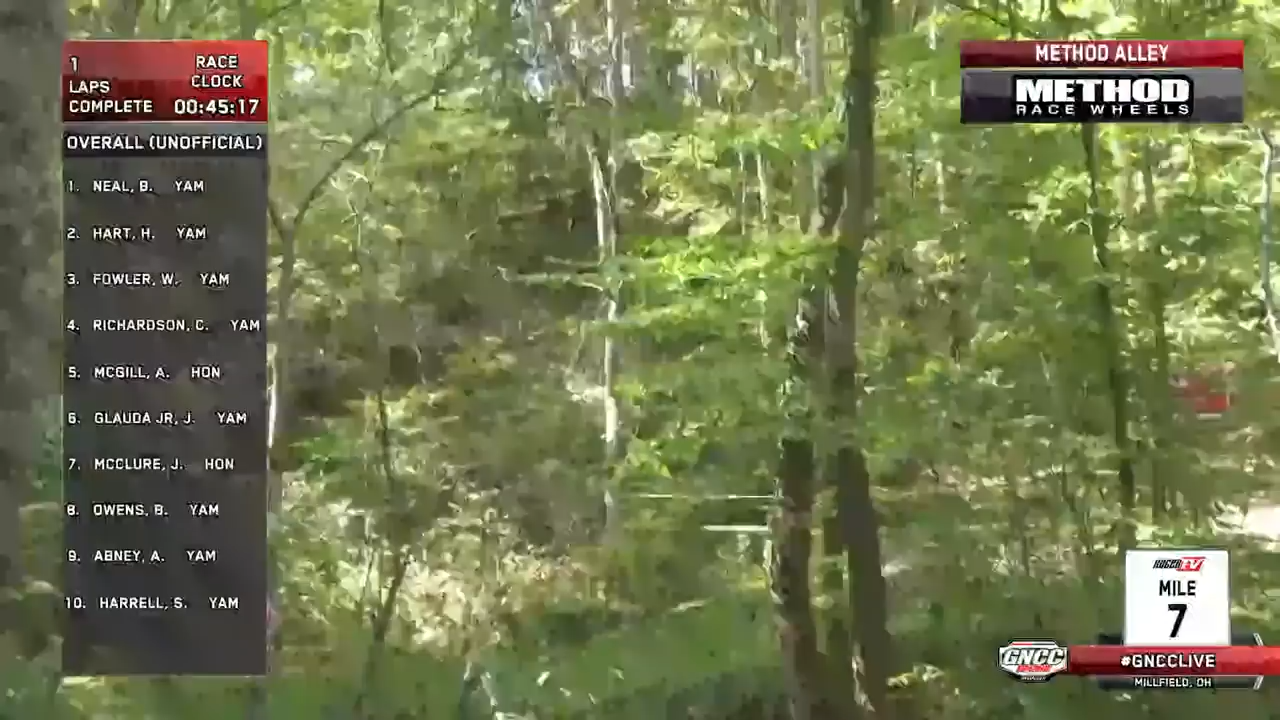 1
LAPS
COMPLETE
RACE
CLOCK
00:45:17
OVERALL (UNOFFICIAL)
1. NEAL, B. YAM
2. HART, H. YAM
3. FOWLER, W. YAM
4. RICHARDSON, C. YAM
5. MCGILL, A. HON
6. GLAUDA JR, J. YAM
7. MCCLURE, J. HON
8. OWENS, B. YAM
9. ABNEY, A. YAM
10. HARRELL, S. YAM
METHOD ALLEY
METHOD
RACE WHEELS
MILE
7
GNCC
#GNCCLIVE
MILLFIELD, OH